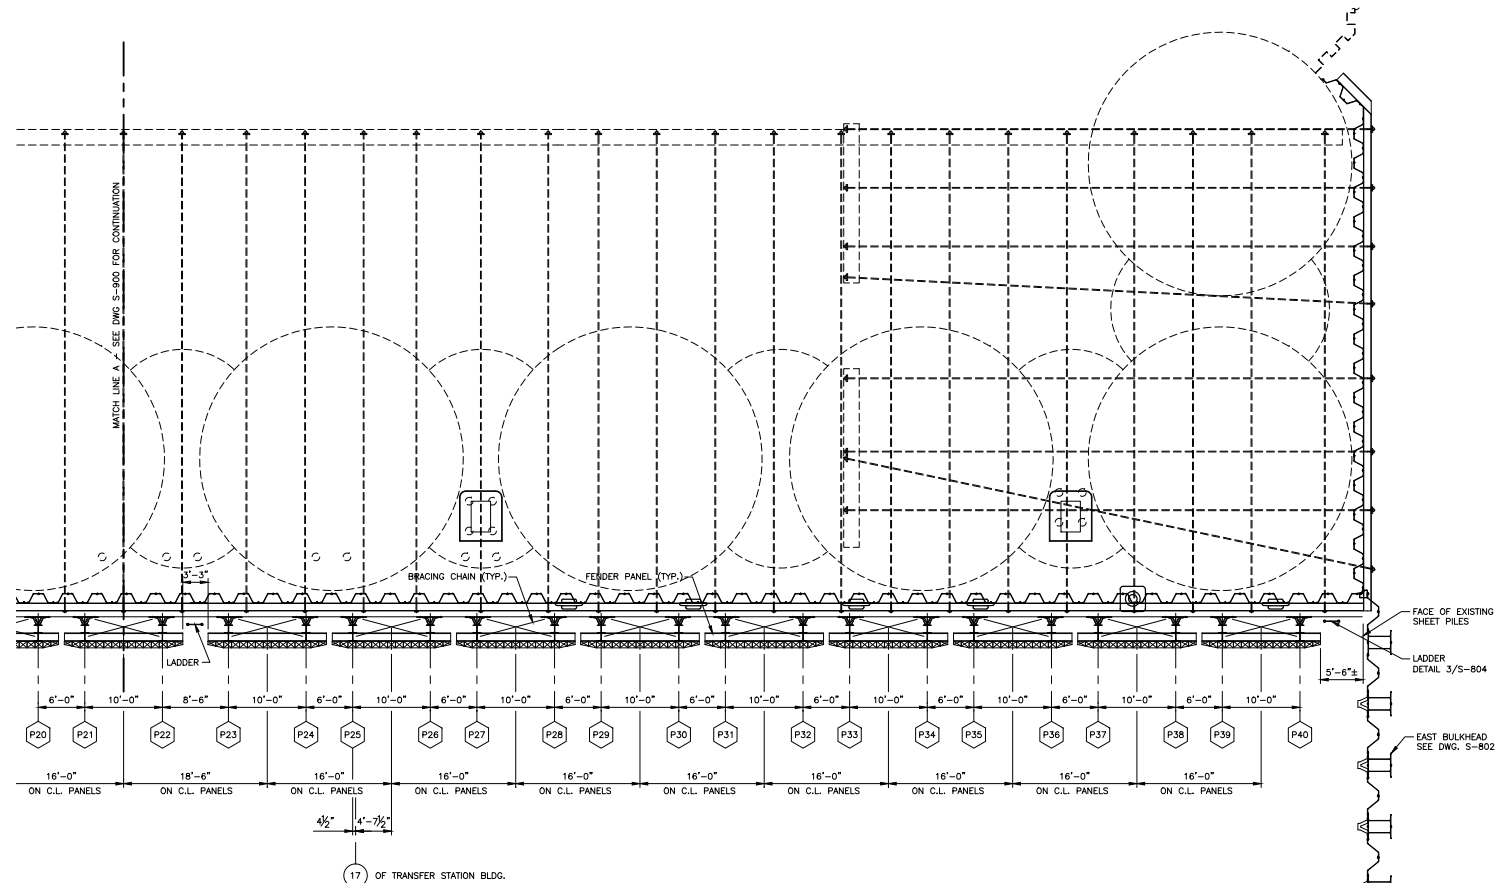 MATCH LINE A - SEE DWG S-900 FOR CONTINUATION
3'-3"
BRACING CHAIN (TYP.)
FENDER PANEL (TYP.)
FACE OF EXISTING
SHEET PILES
LADDER
LADDER
DETAIL 3/S-804
5'-6"±
6'-0" 10'-0" 8'-6" 10'-0" 6'-0" 10'-0" 6'-0" 10'-0" 6'-0" 10'-0" 6'-0" 10'-0" 6'-0" 10'-0" 6'-0" 10'-0" 6'-0" 10'-0" 6'-0" 10'-0"
P20 P21 P22 P23 P24 P25 P26 P27 P28 P29 P30 P31 P32 P33 P34 P35 P36 P37 P38 P39 P40
EAST BULKHEAD
SEE DWG. S-802
16'-0" 18'-6" 16'-0" 16'-0" 16'-0" 16'-0" 16'-0" 16'-0" 16'-0"
ON C.L. PANELS ON C.L. PANELS ON C.L. PANELS ON C.L. PANELS ON C.L. PANELS ON C.L. PANELS ON C.L. PANELS ON C.L. PANELS ON C.L. PANELS
4½" 4'-7½"
17 OF TRANSFER STATION BLDG.